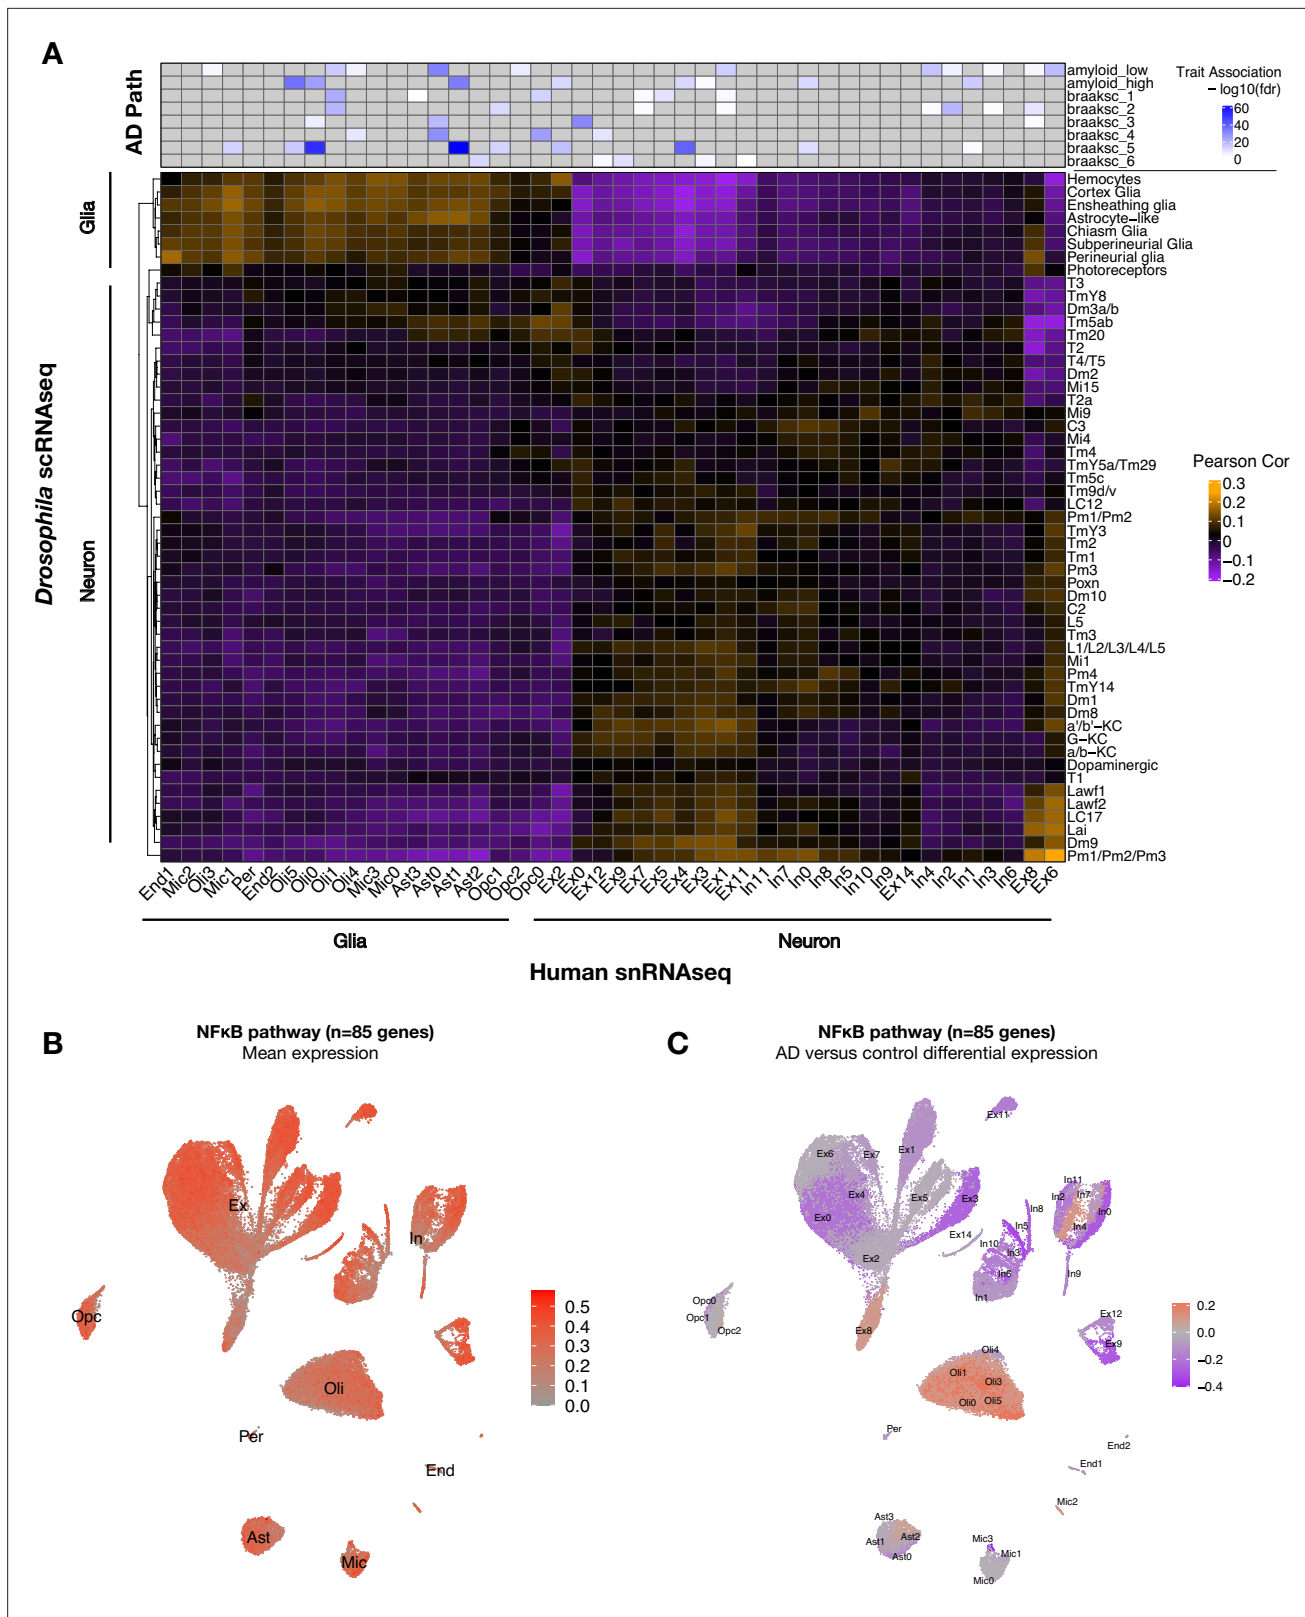 A
AD Path
amyloid_low
amyloid_high
braaksc_1
braaksc_2
braaksc_3
braaksc_4
braaksc_5
braaksc_6
Trait Association
− log10(fdr)
60
40
20
0
Glia
Neuron
Drosophila scRNAseq
Hemocytes
Cortex Glia
Ensheathing glia
Astrocyte−like
Chiasm Glia
Subperineurial Glia
Perineurial glia
Photoreceptors
T3
TmY8
Dm3a/b
Tm5ab
Tm20
T2
T4/T5
Dm2
Mi15
T2a
Mi9
C3
Mi4
Tm4
TmY5a/Tm29
Tm5c
Tm9d/v
LC12
Pm1/Pm2
TmY3
Tm2
Tm1
Pm3
Poxn
Dm10
C2
L5
Tm3
L1/L2/L3/L4/L5
Mi1
Pm4
TmY14
Dm1
Dm8
a'/b'−KC
G−KC
a/b−KC
Dopaminergic
T1
Lawf1
Lawf2
LC17
Lai
Dm9
Pm1/Pm2/Pm3
Pearson Cor
0.3
0.2
0.1
0
−0.1
−0.2
End1 Mic2 Oli3 Mic1 Per End2 Oli5 Oli0 Oli1 Oli4 Mic3 Mic0 Ast3 Ast0 Ast1 Ast2 Opc1 Opc2 Opc0 Ex2 Ex0 Ex12 Ex9 Ex7 Ex5 Ex4 Ex3 Ex1 Ex11 In11 In7 In0 In8 In5 In10 In9 Ex14 In4 In2 In1 In3 In6 Ex8 Ex6
Glia
Neuron
Human snRNAseq
B
NFκB pathway (n=85 genes)
Mean expression
Ex
In
Opc
Oli
Per
End
Ast
Mic
0.5
0.4
0.3
0.2
0.1
0.0
C
NFκB pathway (n=85 genes)
AD versus control differential expression
Ex11
Ex6
Ex7
Ex1
Ex4
Ex5
Ex3
Ex0
Ex2
Ex14
In11
In2
In7
In0
In4
In8
In5
In10
In3
In6
In1
In9
Opc0
Opc1
Opc2
Ex8
Ex12
Ex9
Oli4
Oli1
Oli3
Oli0
Oli5
Per
End2
End1
Mic2
Ast3
Ast1
Ast2
Ast0
Mic3
Mic1
Mic0
0.2
0.0
−0.2
−0.4